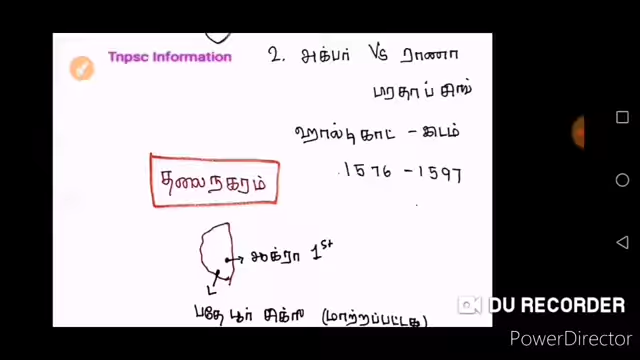 Tnpsc Information
2. அக்பர் Vs ராணா
பரதாப் சிங்
ஹால்டிகாட் - இடம்
1576 - 1597
தலைநகரம்
ஆக்ரா 1st
பதேபூர் சிக்ரி (மாற்றப்பட்டது)
DU RECORDER
PowerDirector